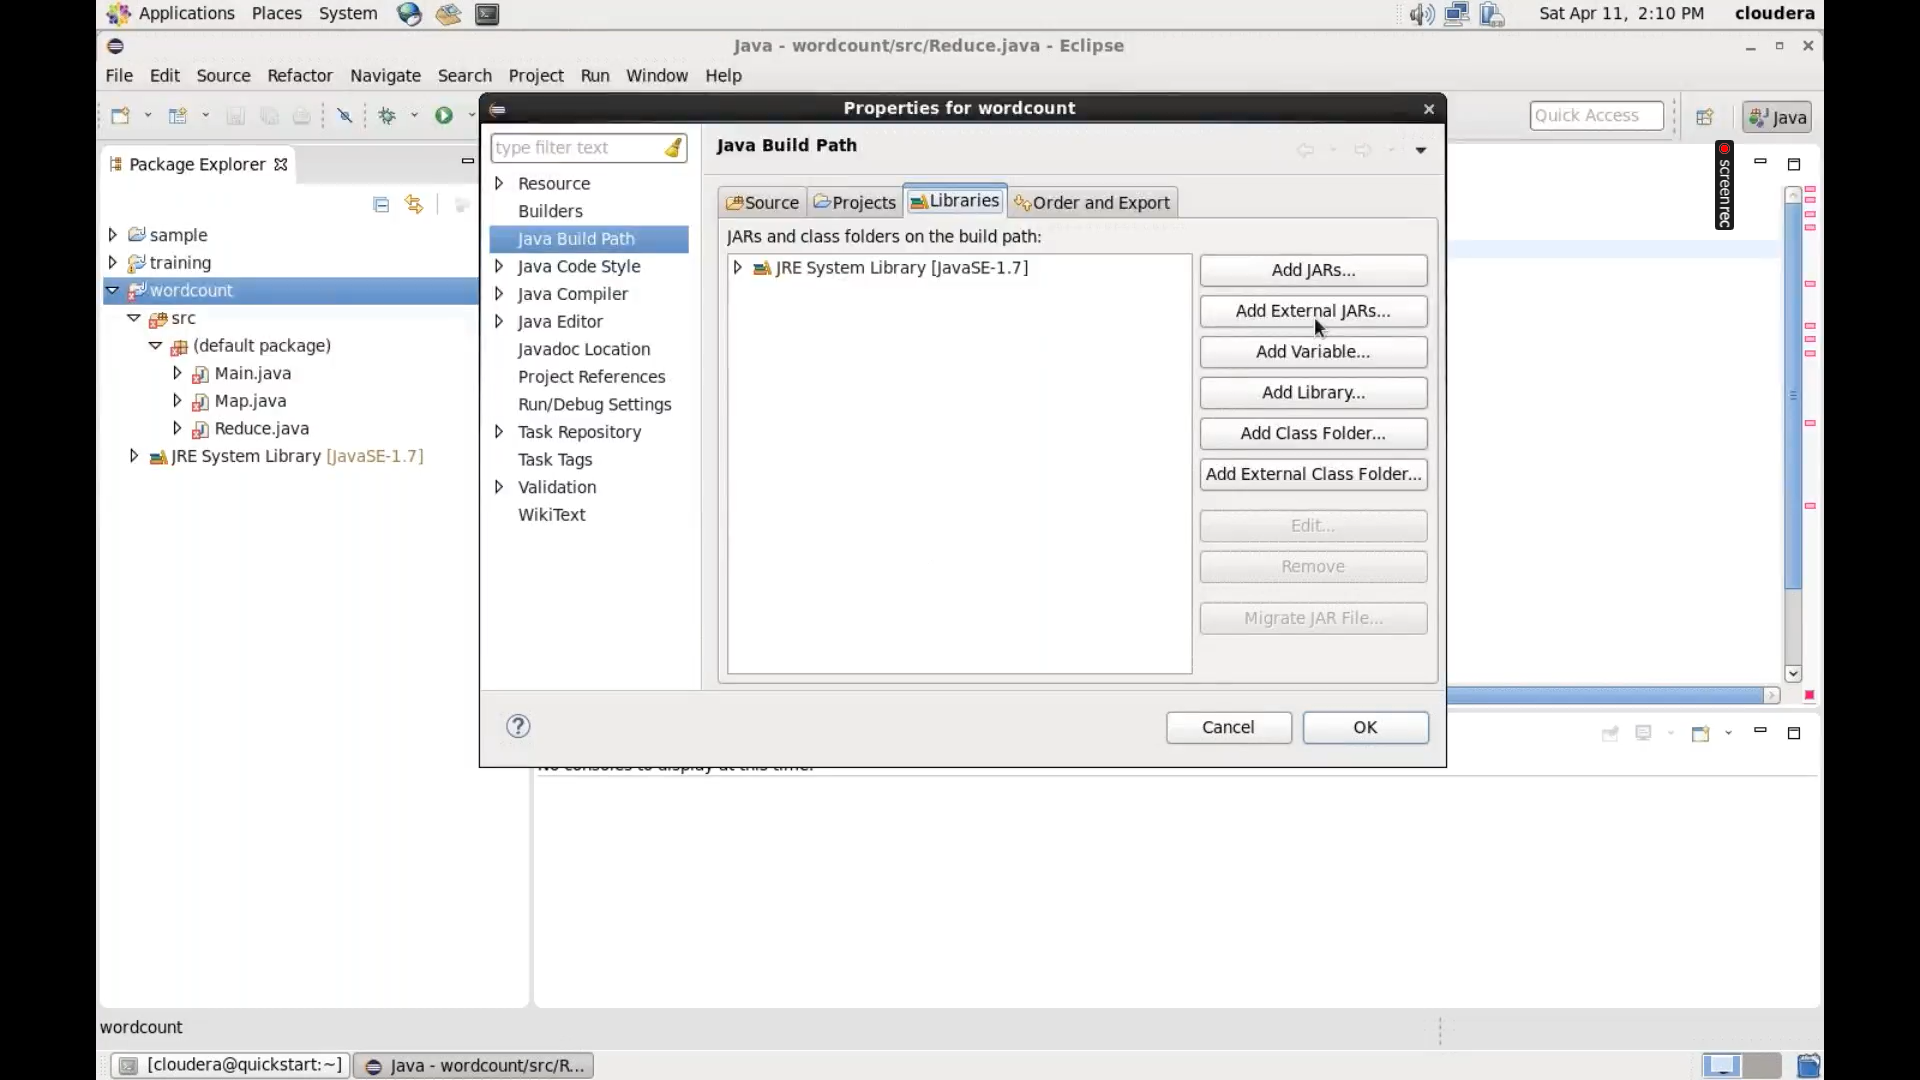 Applications Places System Sat Apr 11, 2:10 PM cloudera
Java - wordcount/src/Reduce.java - Eclipse
File Edit Source Refactor Navigate Search Project Run Window Help
Quick Access
Java
Package Explorer
sample
training
wordcount
src
(default package)
Main.java
Map.java
Reduce.java
JRE System Library [JavaSE-1.7]
Properties for wordcount
type filter text
Resource
Builders
Java Build Path
Java Code Style
Java Compiler
Java Editor
Javadoc Location
Project References
Run/Debug Settings
Task Repository
Task Tags
Validation
WikiText
Java Build Path
Source Projects Libraries Order and Export
JARs and class folders on the build path:
JRE System Library [JavaSE-1.7]
Add JARs...
Add External JARs...
Add Variable...
Add Library...
Add Class Folder...
Add External Class Folder...
Edit...
Remove
Migrate JAR File...
Cancel OK
screenrec
No consoles to display at this time.
wordcount
[cloudera@quickstart:~] Java - wordcount/src/R...